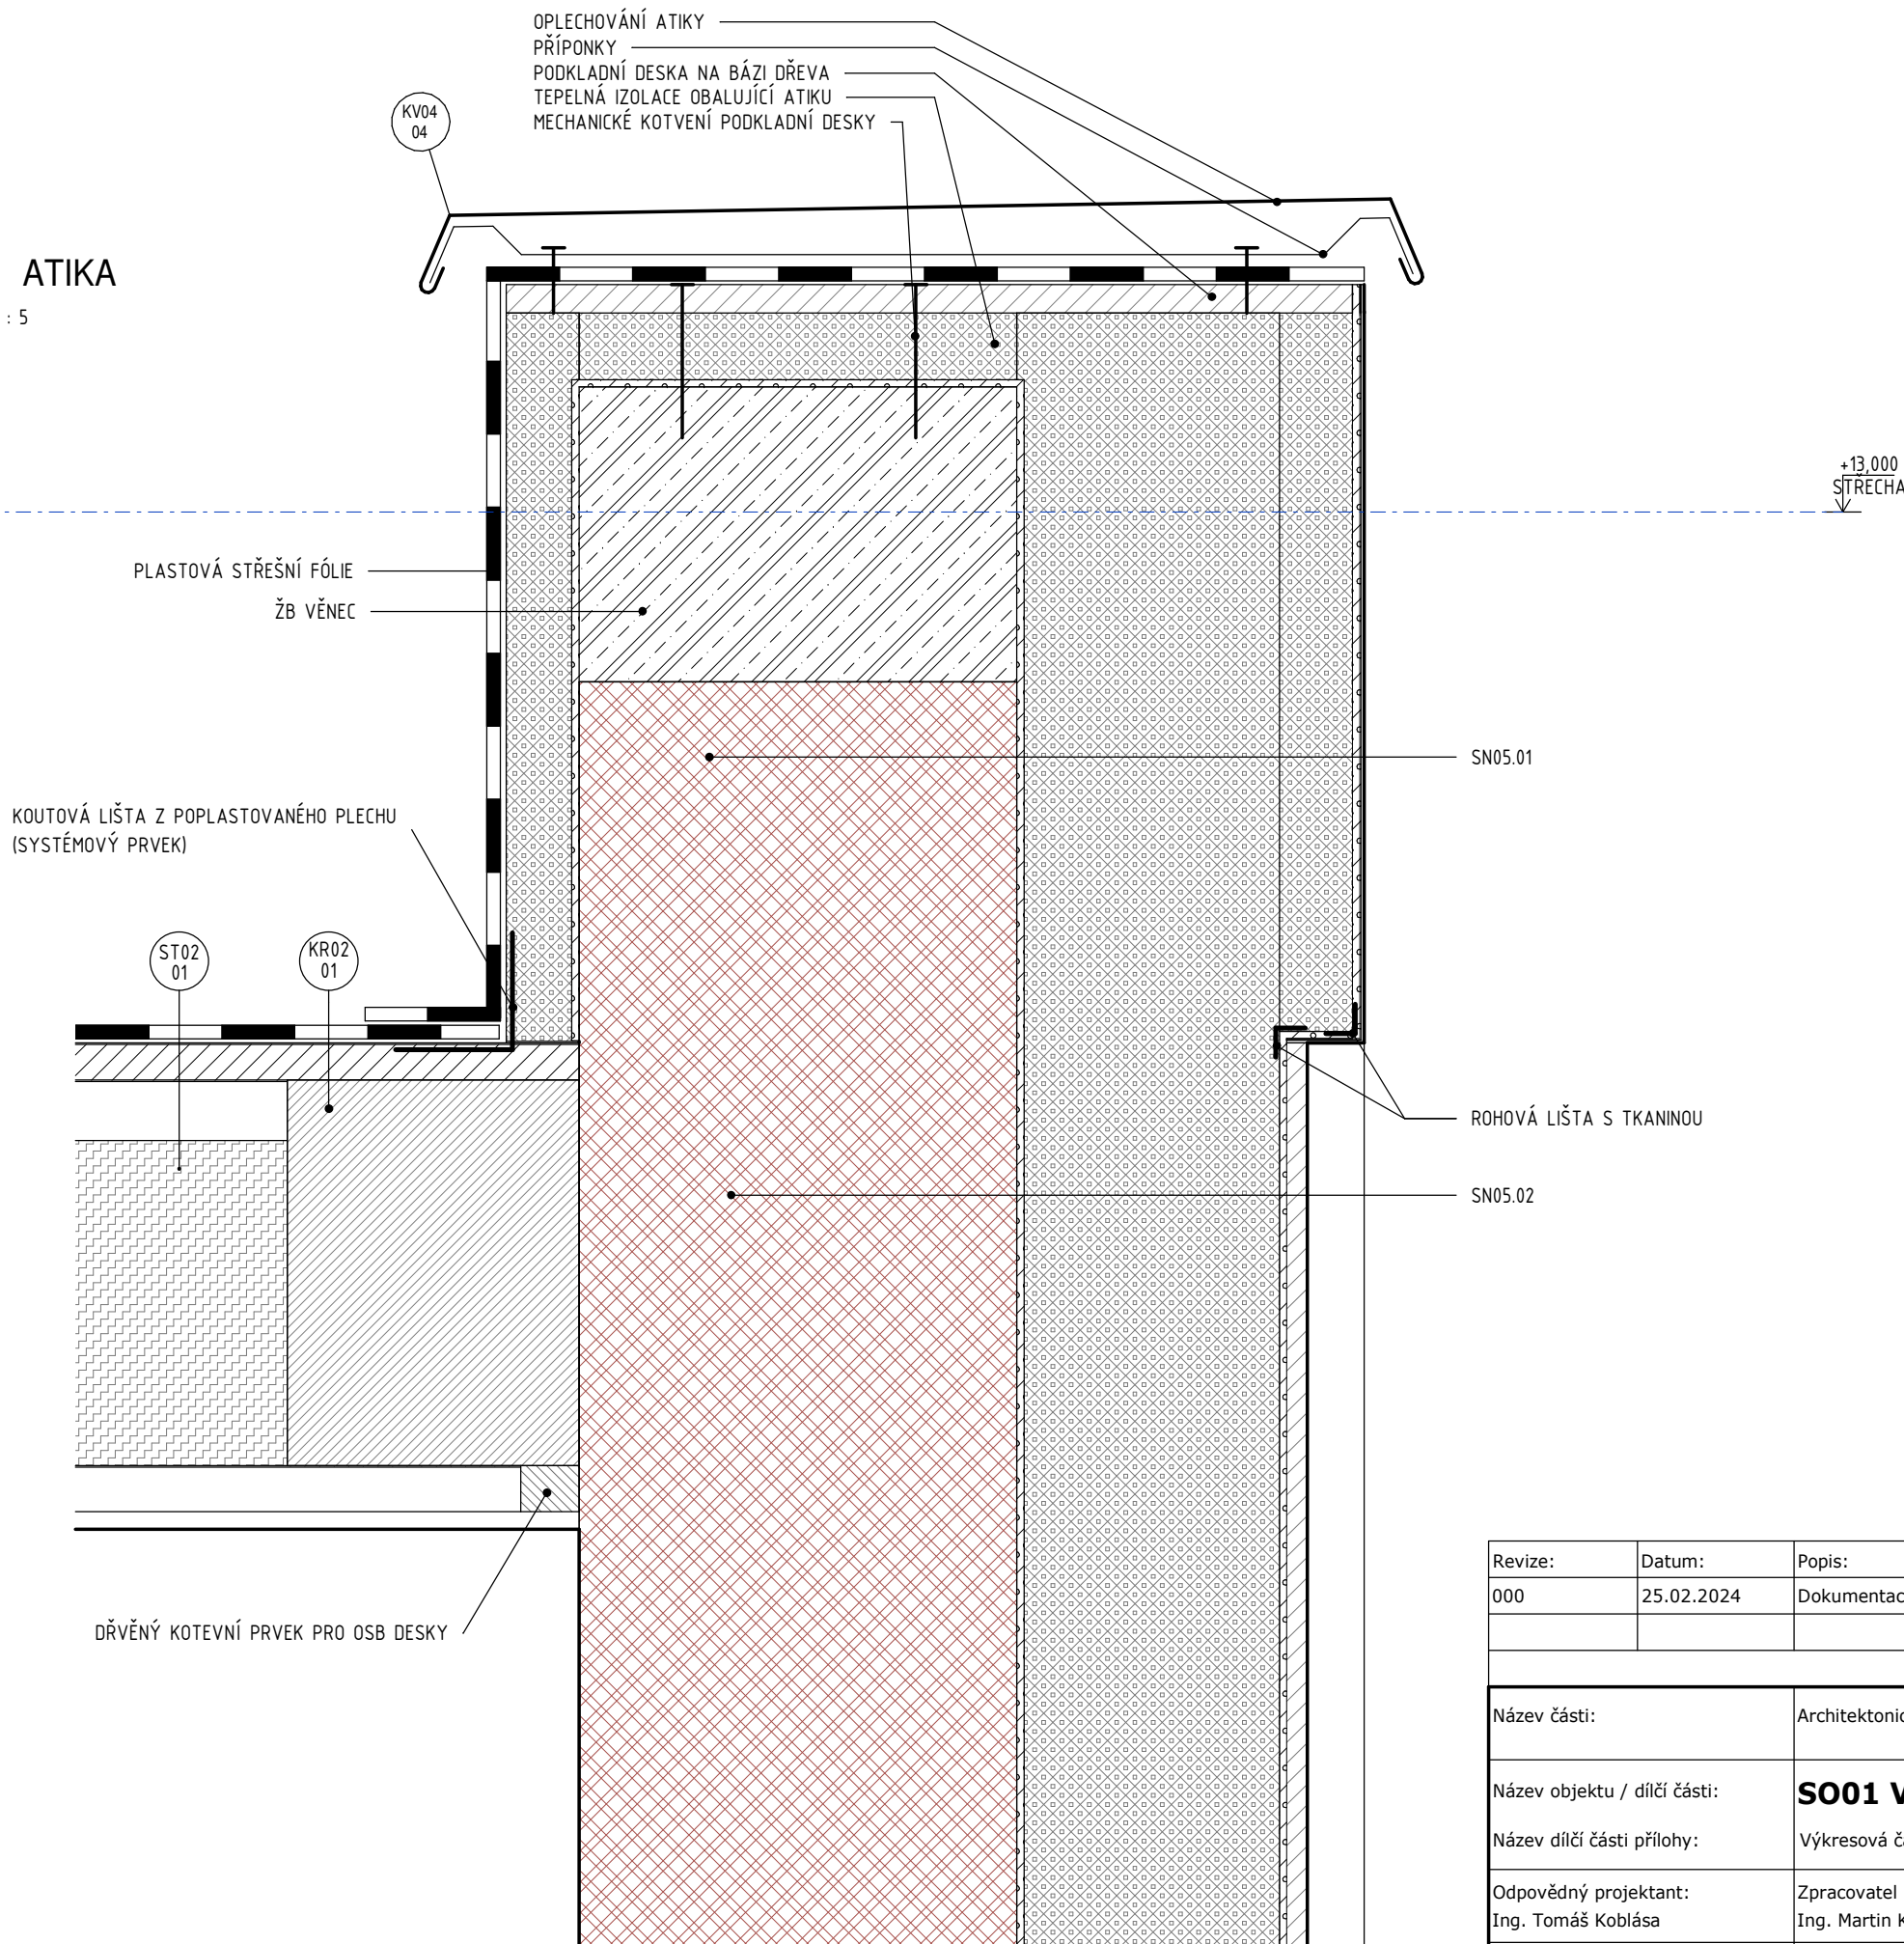 OPLECHOVÁNÍ ATIKY
PŘÍPONKY
PODKLADNÍ DESKA NA BÁZI DŘEVA
TEPELNÁ IZOLACE OBALUJÍCÍ ATIKU
MECHANICKÉ KOTVENÍ PODKLADNÍ DESKY
KV04
04
ATIKA
: 5
+13,000
STŘECHA
PLASTOVÁ STŘEŠNÍ FÓLIE
ŽB VĚNEC
SN05.01
KOUTOVÁ LIŠTA Z POPLASTOVANÉHO PLECHU
(SYSTÉMOVÝ PRVEK)
ST02
01
KR02
01
ROHOVÁ LIŠTA S TKANINOU
SN05.02
DŘVĚNÝ KOTEVNÍ PRVEK PRO OSB DESKY
Revize: Datum: Popis:
000 25.02.2024 Dokumentac
Název části: Architektonic
Název objektu / dílčí části: SO01 V
Název dílčí části přílohy: Výkresová č
Odpovědný projektant: Zpracovatel
Ing. Tomáš Koblása Ing. Martin K